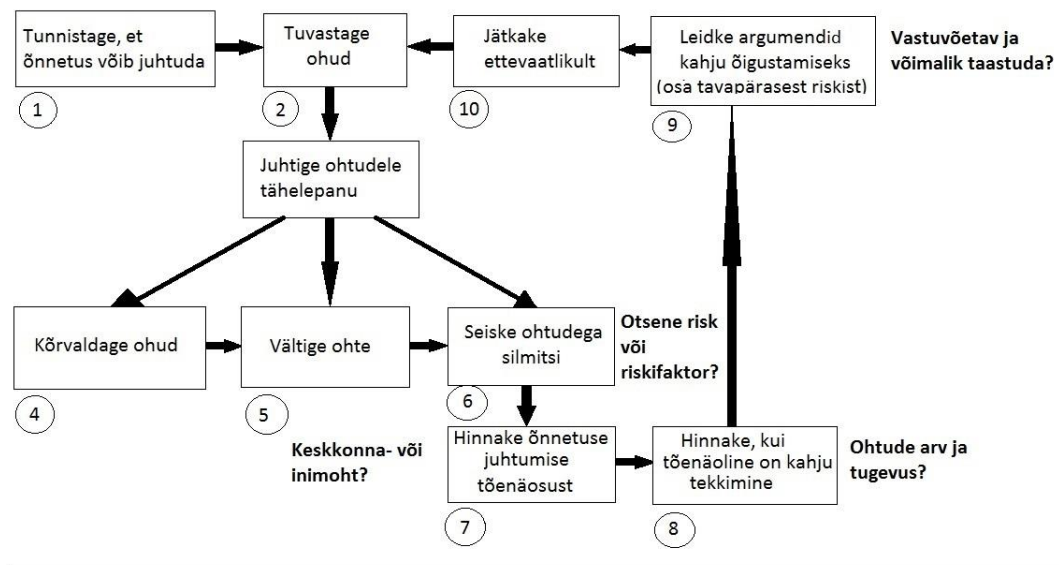 Tunnistage, et
õnnetus võib juhtuda
1
Tuvastage
ohud
2
Jätkake
ettevaatlikult
10
Leidke argumendid
kahju õigustamiseks
(osa tavapärasest riskist)
9
Vastuvõetav ja
võimalik taastuda?
Juhtige ohtudele
tähelepanu
Kõrvaldage ohud
4
Vältige ohte
5
Seiske ohtudega
silmitsi
6
Otsene risk
või
riskifaktor?
Keskkonna- või
inimoht?
Hinnake õnnetuse
juhtumise
tõenäosust
7
Hinnake, kui
tõenäoline on kahju
tekkimine
8
Ohtude arv ja
tugevus?